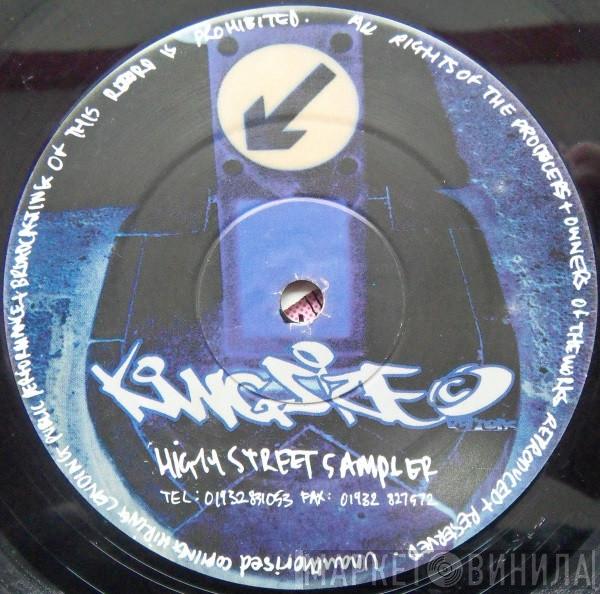 UNAUTHORISED COPYING HIRING LENDING PUBLIC PERFORMANCE + BROADCASTING OF THIS RECORD IS PROHIBITED.
ALL RIGHTS OF THE PRODUCERS + OWNERS OF THE WORK REPRODUCED + RESERVED.
KINGSIZE
HIGH STREET SAMPLER
TEL: 01932 831053 FAX: 01932 827572
МАРКЕТ ВИНИЛА